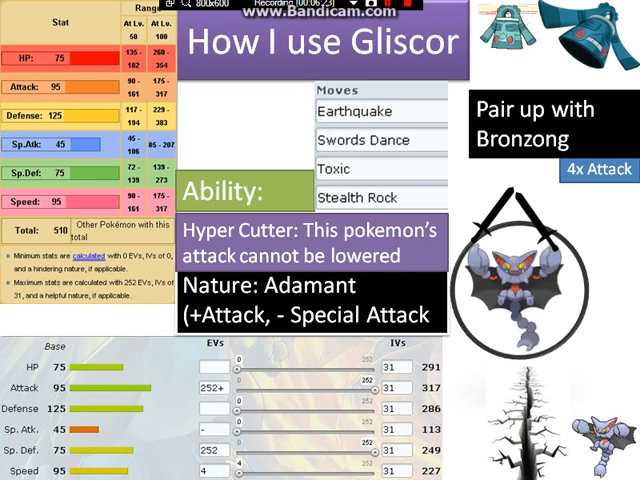 800x600
Recording [00:06:23]
www.Bandicam.com
Stat
Range
At Lv. 50
At Lv. 100
HP: 75
135 - 182
260 - 354
Attack: 95
90 - 161
175 - 317
Defense: 125
117 - 194
229 - 383
Sp.Atk: 45
45 - 106
85 - 207
Sp.Def: 75
72 - 139
139 - 273
Speed: 95
90 - 161
175 - 317
Total: 510
Other Pokémon with this total
Minimum stats are calculated with 0 EVs, IVs of 0, and a hindering nature, if applicable.
Maximum stats are calculated with 252 EVs, IVs of 31, and a helpful nature, if applicable.
How I use Gliscor
Moves
Earthquake
Swords Dance
Toxic
Stealth Rock
Ability:
Hyper Cutter: This pokemon's
attack cannot be lowered
Nature: Adamant
(+Attack, - Special Attack
Pair up with
Bronzong
4x Attack
Base
EVs
IVs
HP 75 0 252 31 291
Attack 95 252+ 0 252 31 317
Defense 125 0 252 31 286
Sp. Atk. 45 - 0 252 31 113
Sp. Def. 75 252 0 252 31 249
Speed 95 4 4 252 31 227